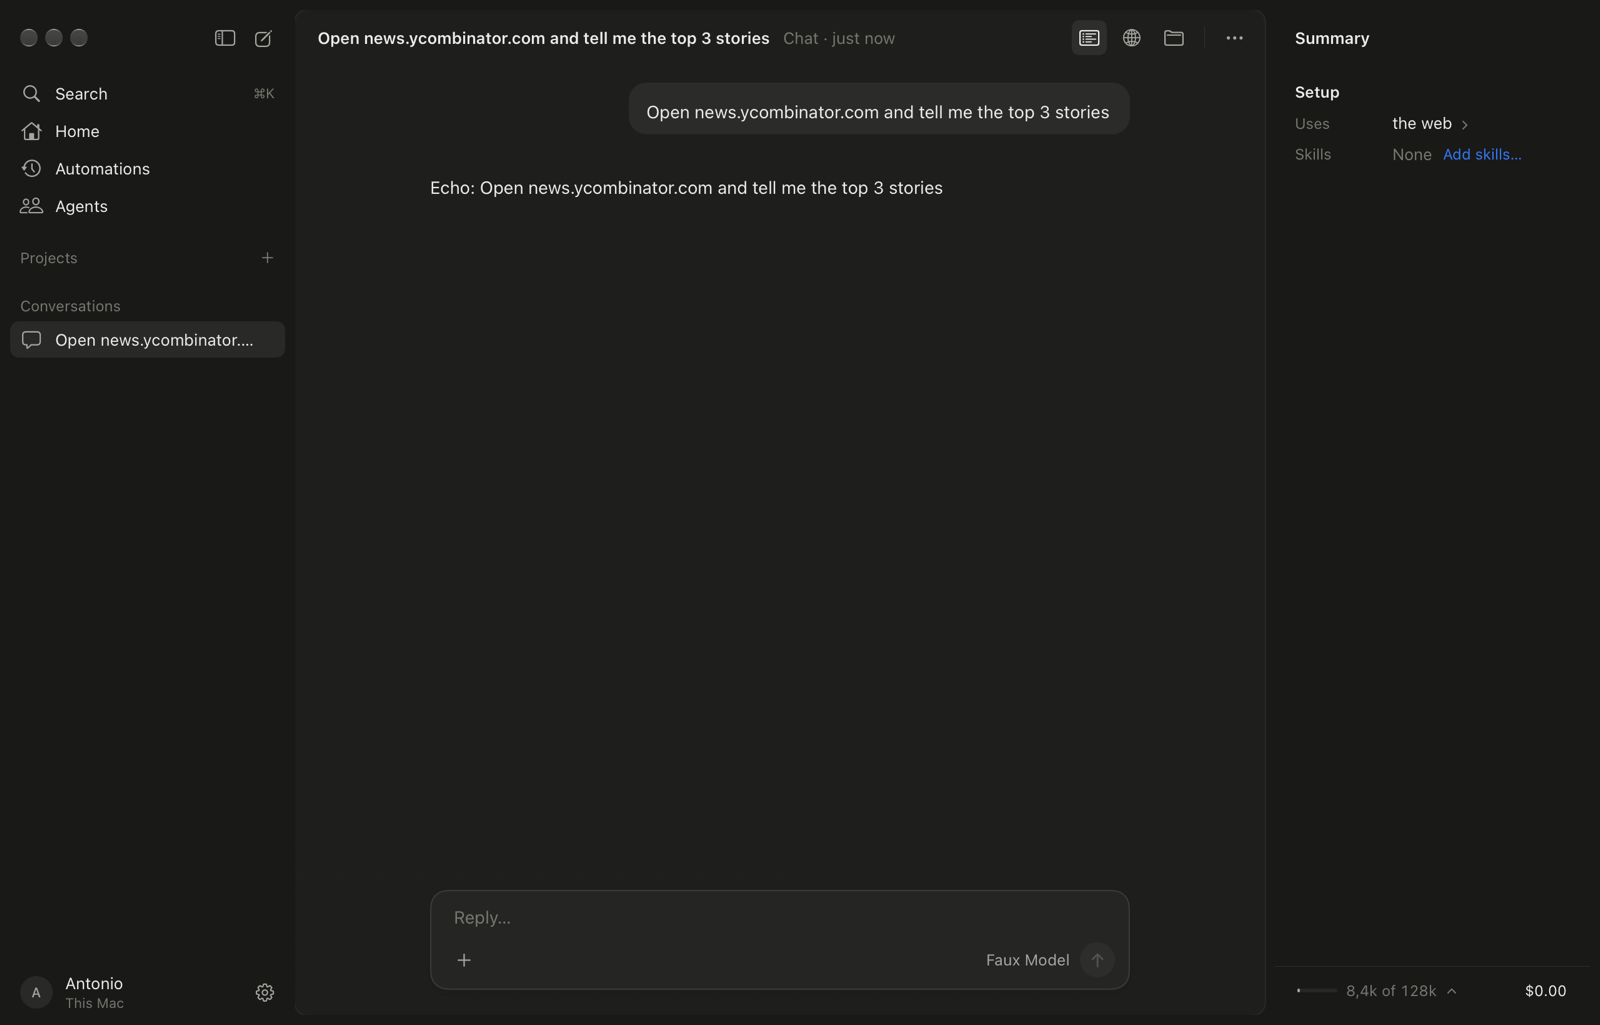 Open news.ycombinator.com and tell me the top 3 stories Chat · just now
Summary
Search ⌘K
Home
Automations
Agents
Projects
Conversations
Open news.ycombinator....
Open news.ycombinator.com and tell me the top 3 stories
Echo: Open news.ycombinator.com and tell me the top 3 stories
Setup
Uses the web
Skills None Add skills...
Reply...
Faux Model
A
Antonio
This Mac
8,4k of 128k $0.00